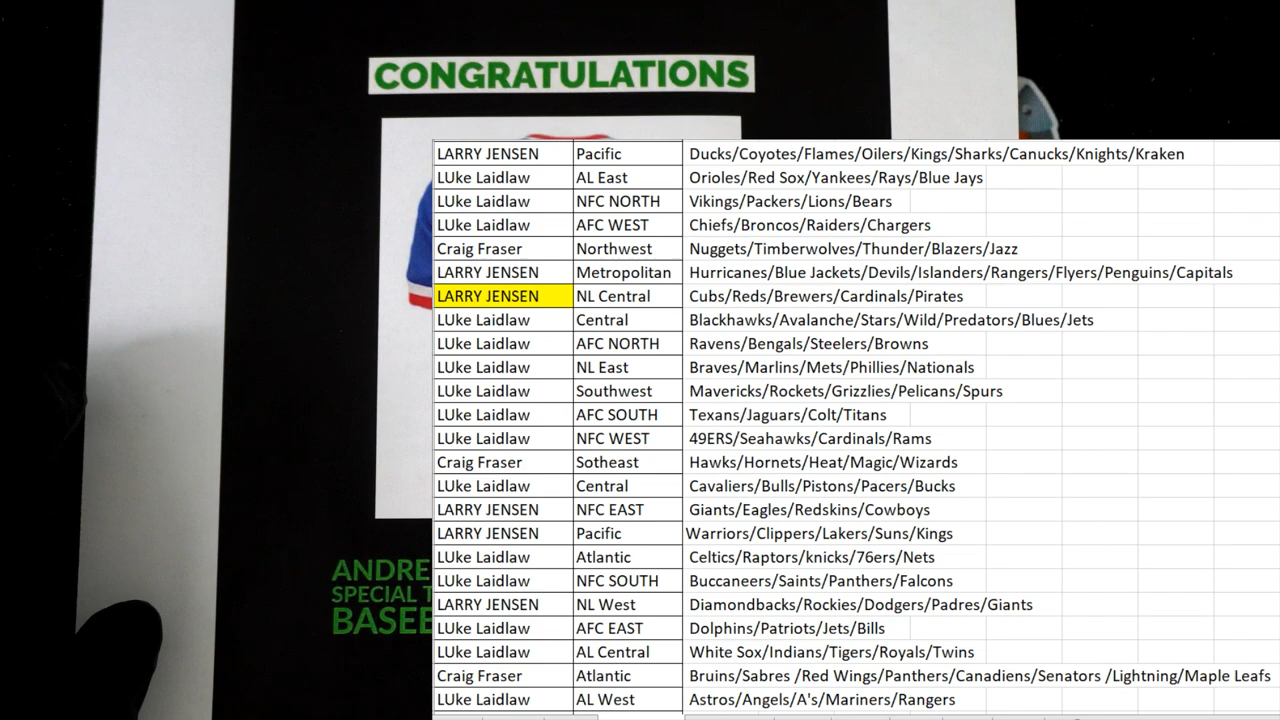 CONGRATULATIONS
LARRY JENSEN Pacific Ducks/Coyotes/Flames/Oilers/Kings/Sharks/Canucks/Knights/Kraken
LUke Laidlaw AL East Orioles/Red Sox/Yankees/Rays/Blue Jays
LUke Laidlaw NFC NORTH Vikings/Packers/Lions/Bears
LUke Laidlaw AFC WEST Chiefs/Broncos/Raiders/Chargers
Craig Fraser Northwest Nuggets/Timberwolves/Thunder/Blazers/Jazz
LARRY JENSEN Metropolitan Hurricanes/Blue Jackets/Devils/Islanders/Rangers/Flyers/Penguins/Capitals
LARRY JENSEN NL Central Cubs/Reds/Brewers/Cardinals/Pirates
LUke Laidlaw Central Blackhawks/Avalanche/Stars/Wild/Predators/Blues/Jets
LUke Laidlaw AFC NORTH Ravens/Bengals/Steelers/Browns
LUke Laidlaw NL East Braves/Marlins/Mets/Phillies/Nationals
LUke Laidlaw Southwest Mavericks/Rockets/Grizzlies/Pelicans/Spurs
LUke Laidlaw AFC SOUTH Texans/Jaguars/Colt/Titans
LUke Laidlaw NFC WEST 49ERS/Seahawks/Cardinals/Rams
Craig Fraser Sotheast Hawks/Hornets/Heat/Magic/Wizards
LUke Laidlaw Central Cavaliers/Bulls/Pistons/Pacers/Bucks
LARRY JENSEN NFC EAST Giants/Eagles/Redskins/Cowboys
LARRY JENSEN Pacific Warriors/Clippers/Lakers/Suns/Kings
LUke Laidlaw Atlantic Celtics/Raptors/knicks/76ers/Nets
LUke Laidlaw NFC SOUTH Buccaneers/Saints/Panthers/Falcons
LARRY JENSEN NL West Diamondbacks/Rockies/Dodgers/Padres/Giants
LUke Laidlaw AFC EAST Dolphins/Patriots/Jets/Bills
LUke Laidlaw AL Central White Sox/Indians/Tigers/Royals/Twins
Craig Fraser Atlantic Bruins/Sabres /Red Wings/Panthers/Canadiens/Senators /Lightning/Maple Leafs
LUke Laidlaw AL West Astros/Angels/A's/Mariners/Rangers
ANDRE
SPECIAL